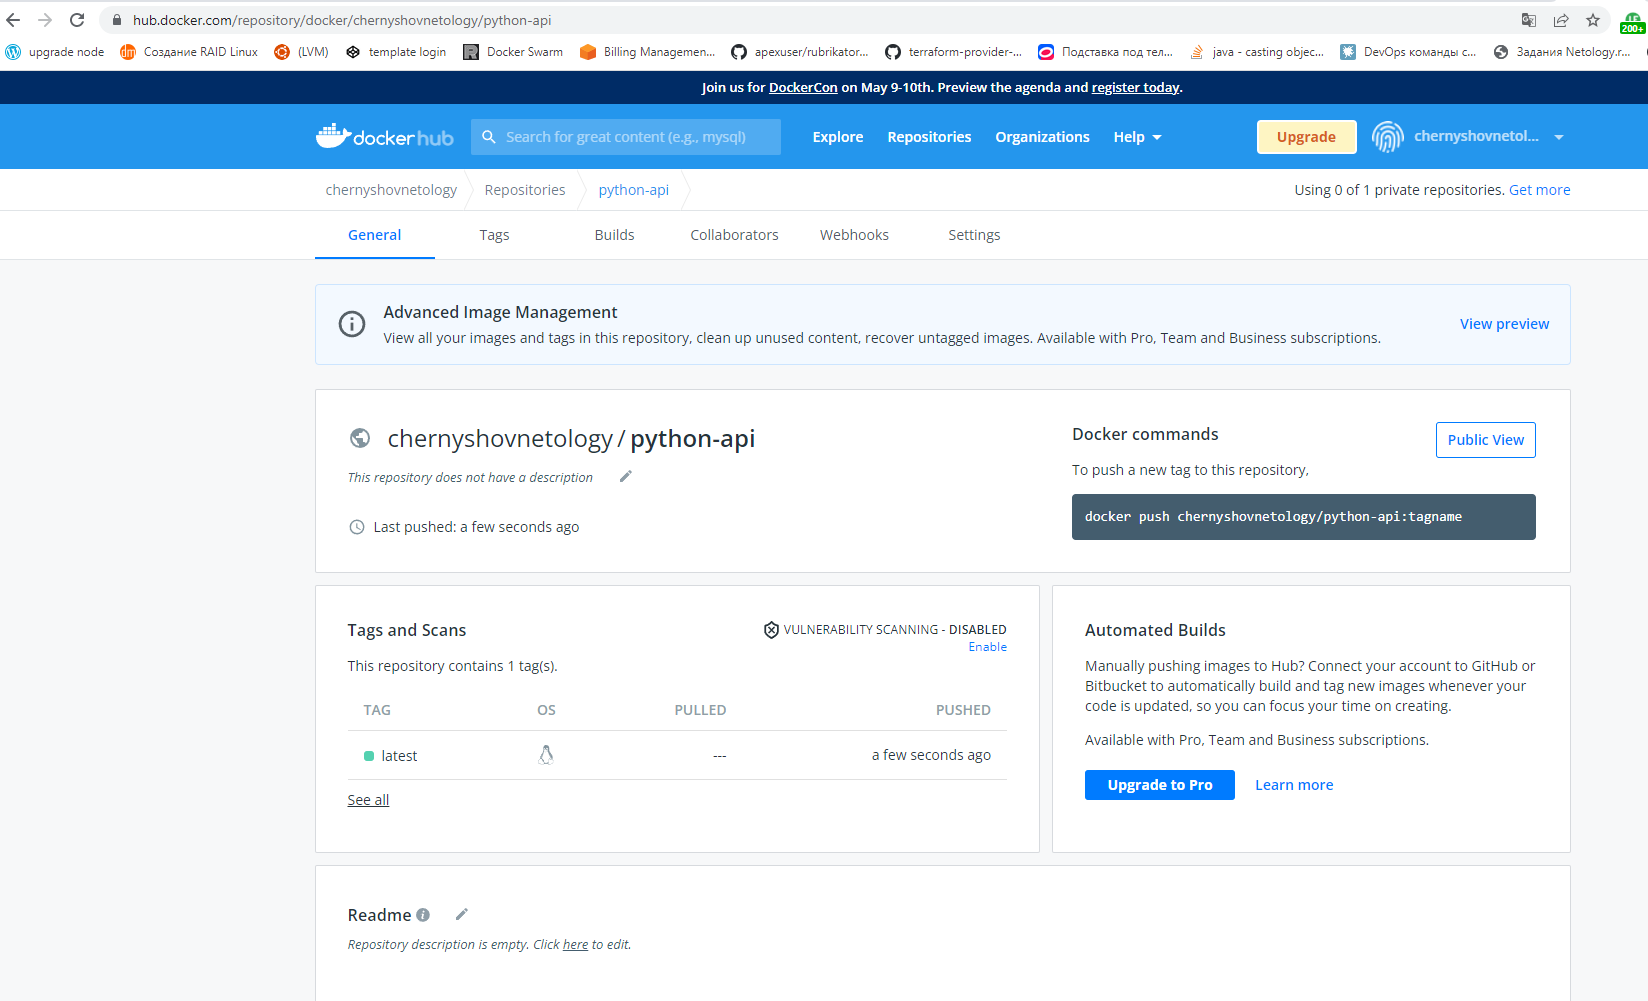 hub.docker.com/repository/docker/chernyshovnetology/python-api
200+
upgrade node dm Создание RAID Linux (LVM) template login Docker Swarm Billing Managemen... apexuser/rubrikator... terraform-provider-... Подставка под тел... java - casting objec... DevOps команды с... Задания Netology.r...
Join us for DockerCon on May 9-10th. Preview the agenda and register today.
dockerhub Search for great content (e.g., mysql) Explore Repositories Organizations Help Upgrade chernyshovnetol...
chernyshovnetology Repositories python-api Using 0 of 1 private repositories. Get more
General Tags Builds Collaborators Webhooks Settings
Advanced Image Management
View all your images and tags in this repository, clean up unused content, recover untagged images. Available with Pro, Team and Business subscriptions.
View preview
chernyshovnetology / python-api
This repository does not have a description
Last pushed: a few seconds ago
Docker commands
Public View
To push a new tag to this repository,
docker push chernyshovnetology/python-api:tagname
Tags and Scans
VULNERABILITY SCANNING - DISABLED
Enable
This repository contains 1 tag(s).
TAG OS PULLED PUSHED
latest --- a few seconds ago
See all
Automated Builds
Manually pushing images to Hub? Connect your account to GitHub or
Bitbucket to automatically build and tag new images whenever your
code is updated, so you can focus your time on creating.
Available with Pro, Team and Business subscriptions.
Upgrade to Pro Learn more
Readme
Repository description is empty. Click here to edit.